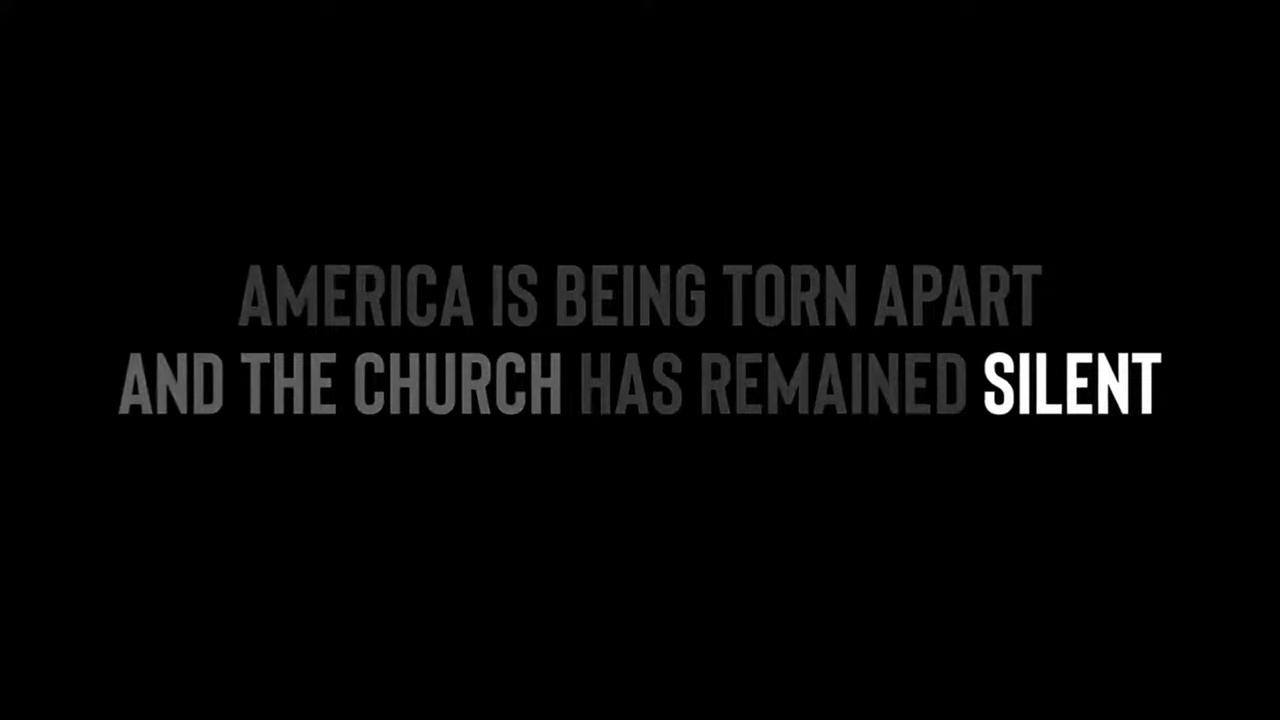 AMERICA IS BEING TORN APART
AND THE CHURCH HAS REMAINED SILENT